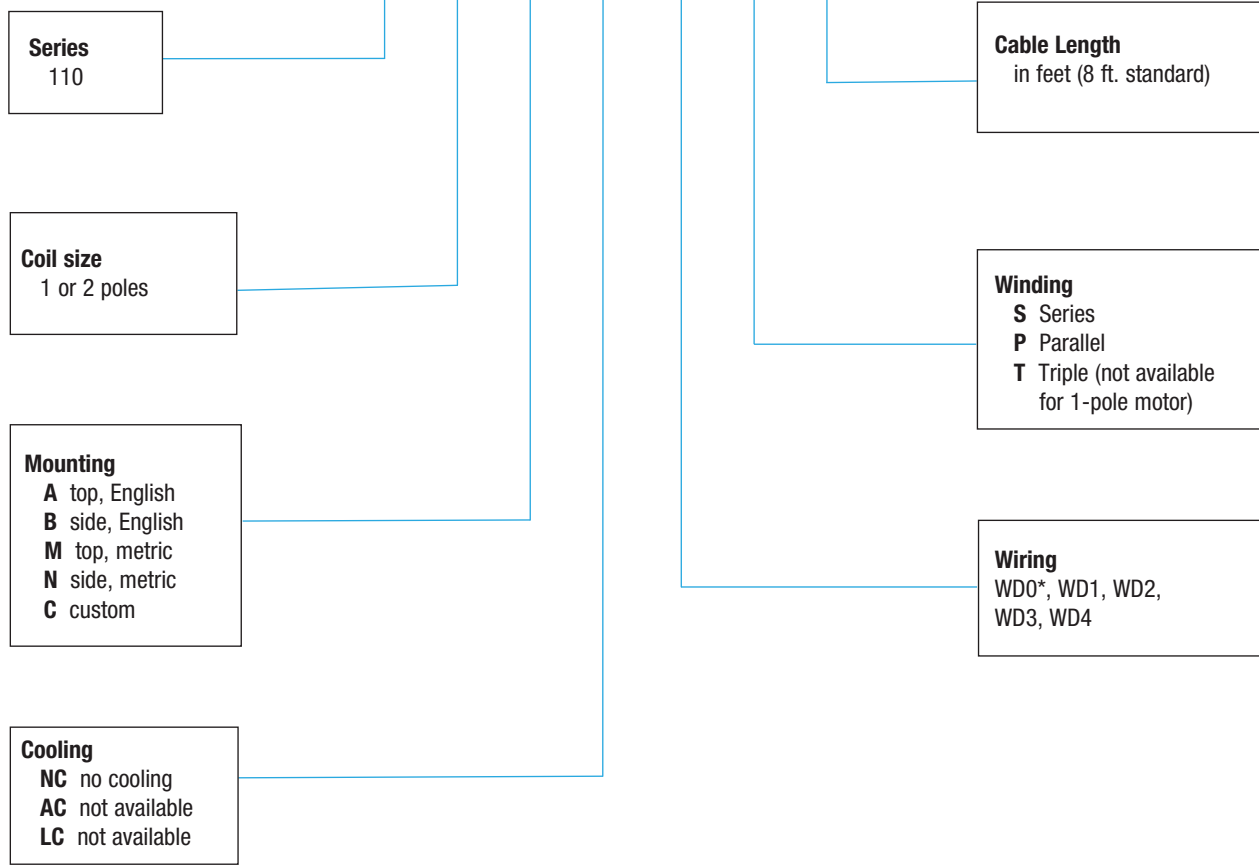 Series
110
Coil size
1 or 2 poles
Mounting
A top, English
B side, English
M top, metric
N side, metric
C custom
Cooling
NC no cooling
AC not available
LC not available
Cable Length
in feet (8 ft. standard)
Winding
S Series
P Parallel
T Triple (not available
for 1-pole motor)
Wiring
WD0*, WD1, WD2,
WD3, WD4